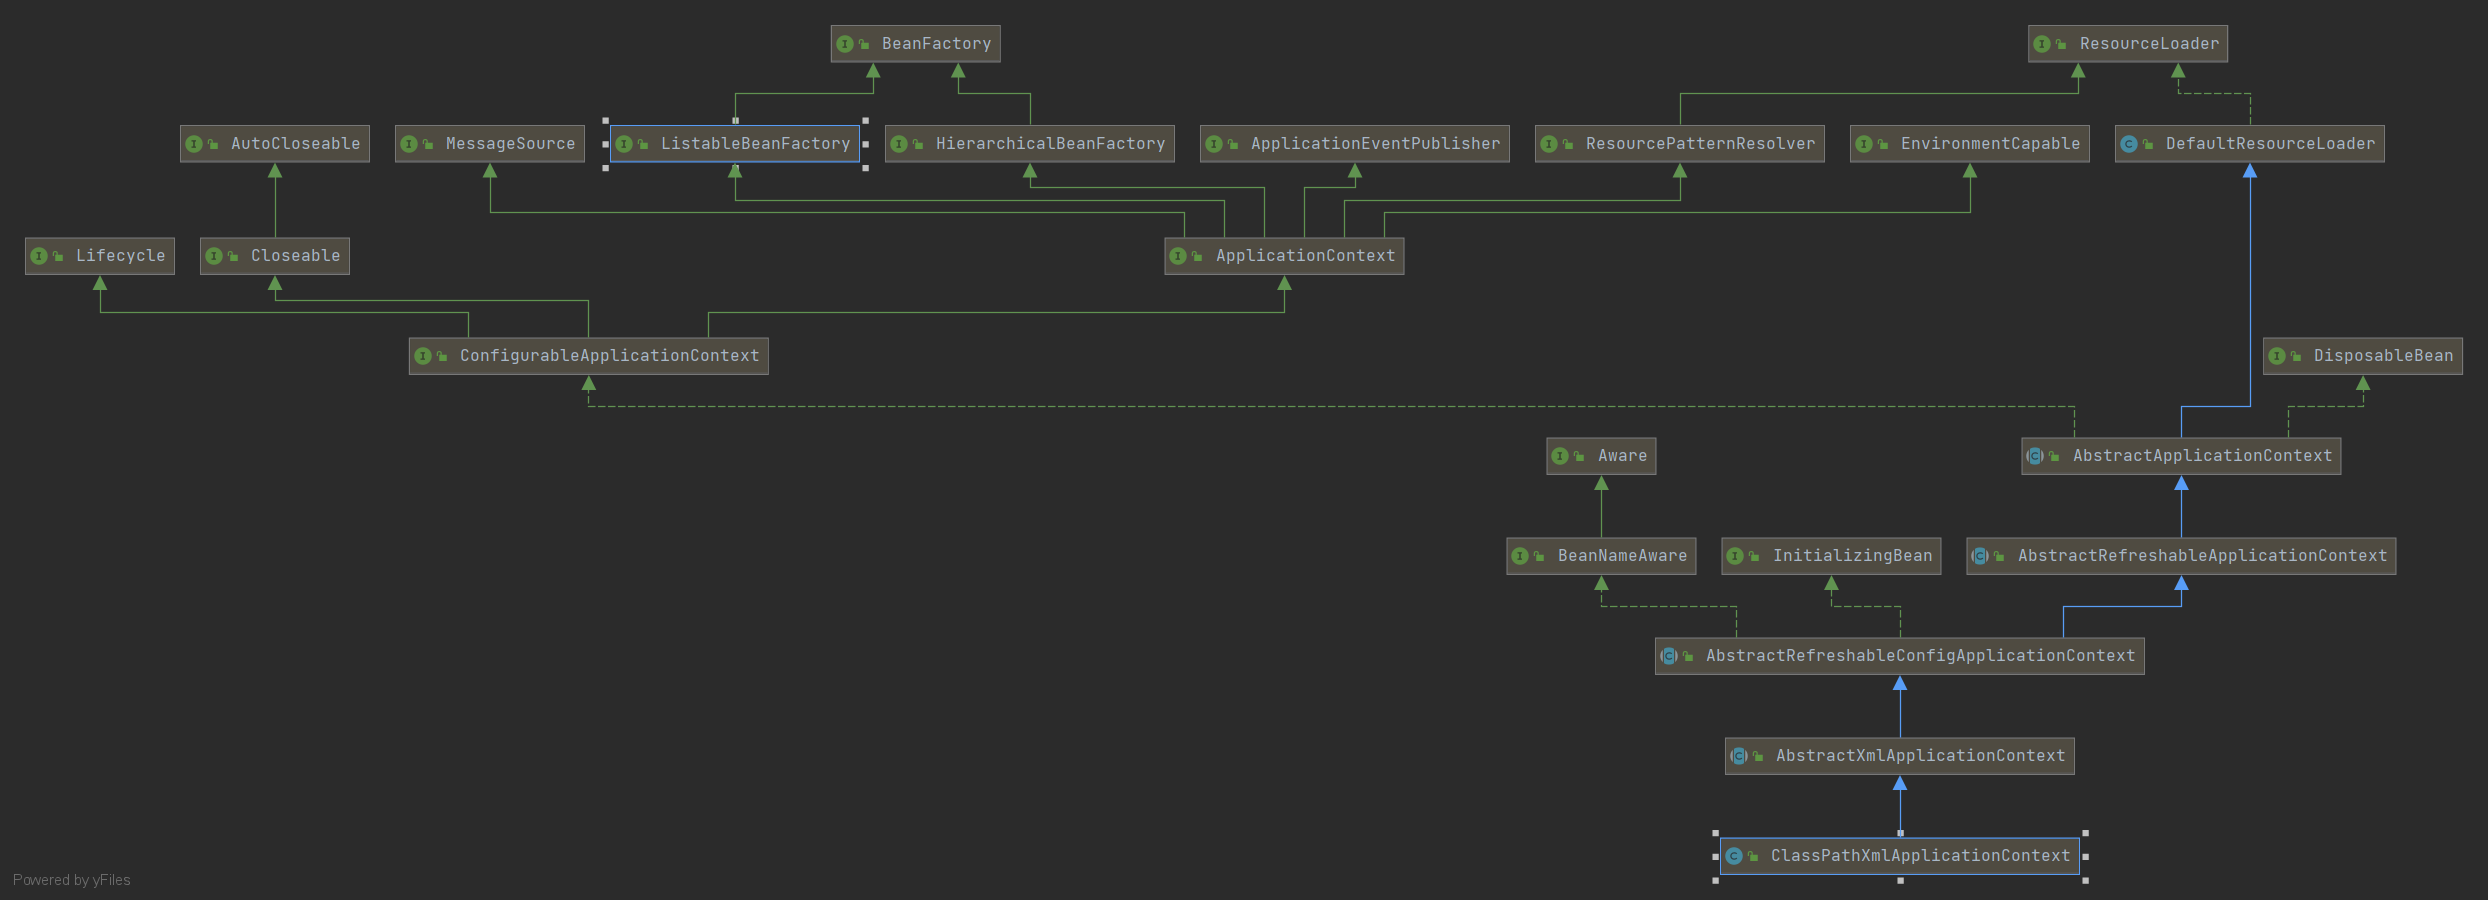 BeanFactory
ResourceLoader
AutoCloseable
MessageSource
ListableBeanFactory
HierarchicalBeanFactory
ApplicationEventPublisher
ResourcePatternResolver
EnvironmentCapable
DefaultResourceLoader
Lifecycle
Closeable
ApplicationContext
ConfigurableApplicationContext
DisposableBean
Aware
AbstractApplicationContext
BeanNameAware
InitializingBean
AbstractRefreshableApplicationContext
AbstractRefreshableConfigApplicationContext
AbstractXmlApplicationContext
ClassPathXmlApplicationContext
Powered by yFiles